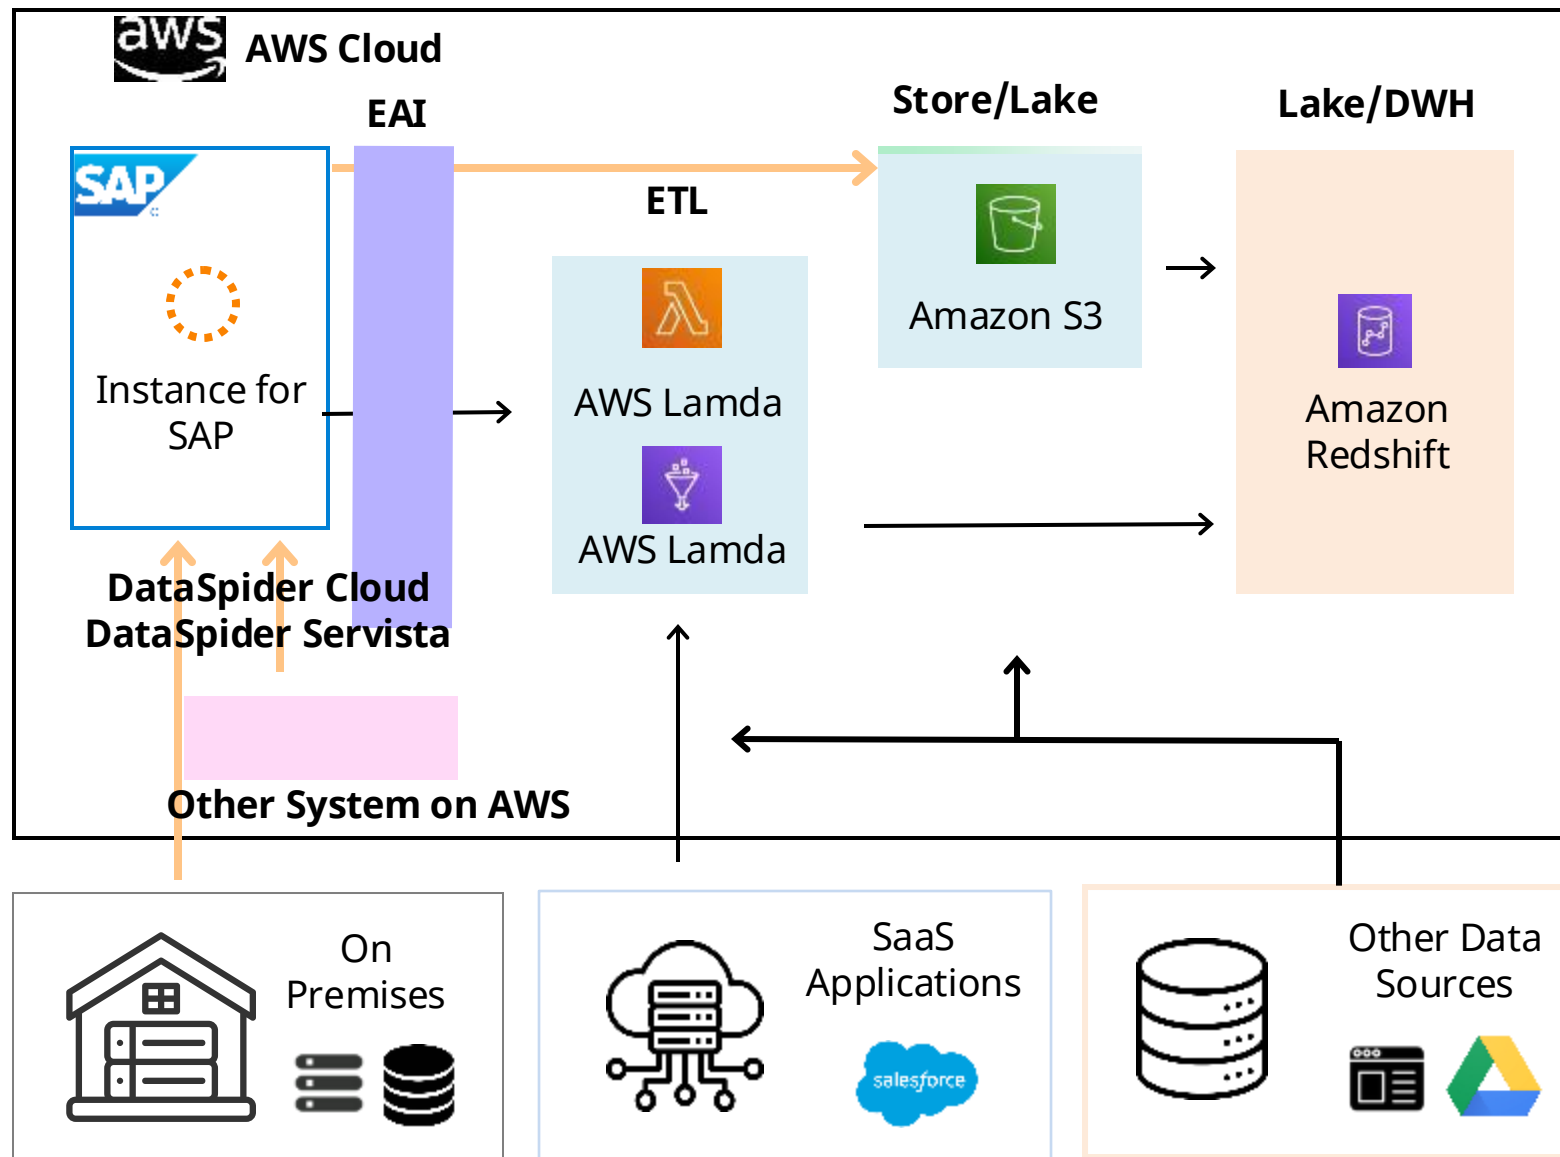 aws
AWS Cloud
EAI
Store/Lake
Lake/DWH
SAP
ETL
Instance for
SAP
AWS Lamda
AWS Lamda
Amazon S3
Amazon
Redshift
DataSpider Cloud
DataSpider Servista
Other System on AWS
On
Premises
SaaS
Applications
salesforce
Other Data
Sources